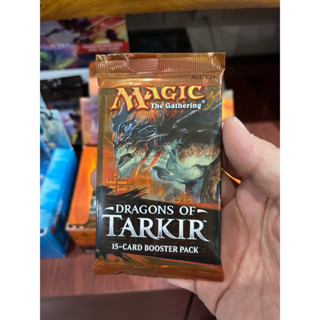 MAGIC
The Gathering®
DRAGONS OF
TARKIR
15-CARD BOOSTER PACK